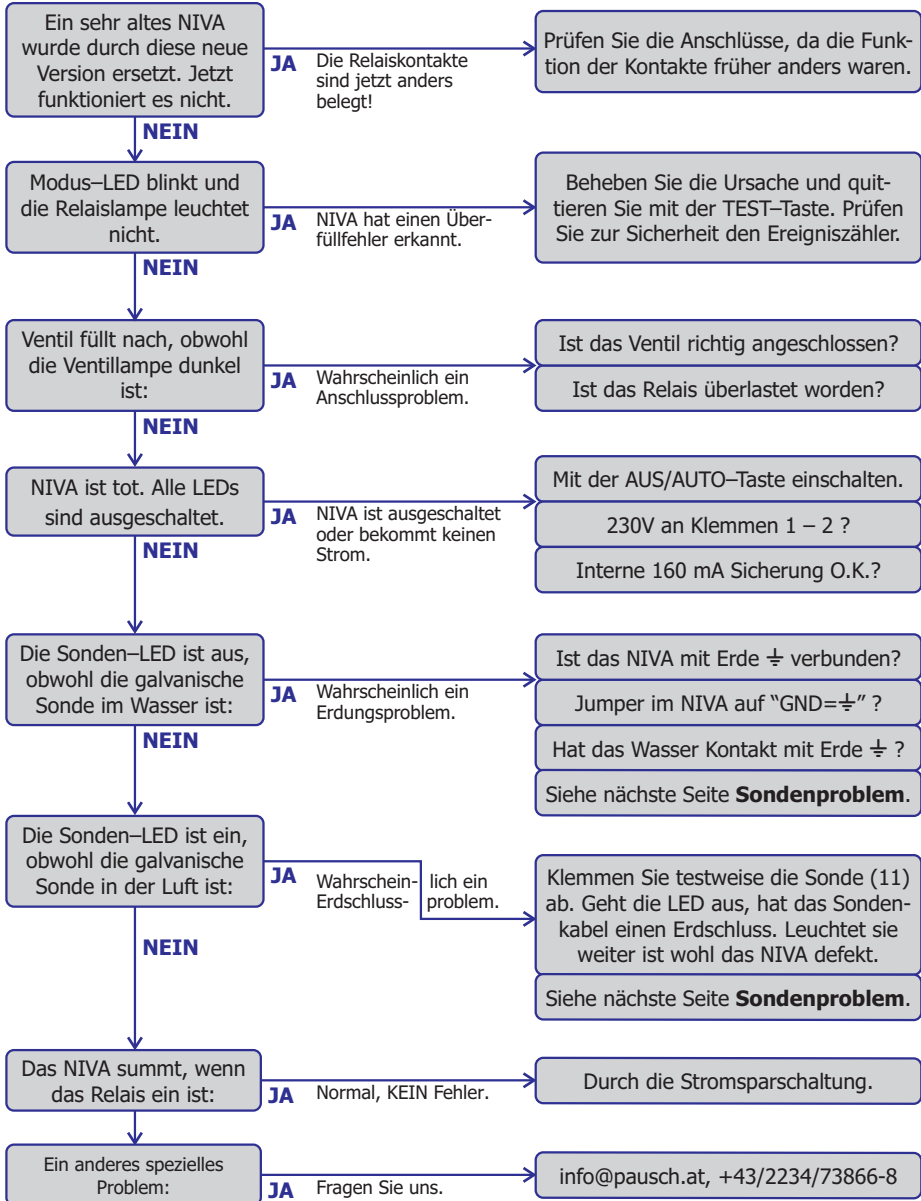 Ein sehr altes NIVA
wurde durch diese neue
Version ersetzt. Jetzt
funktioniert es nicht.
JA
Die Relaiskontakte
sind jetzt anders
belegt!
Prüfen Sie die Anschlüsse, da die Funk-
tion der Kontakte früher anders waren.
NEIN
Modus–LED blinkt und
die Relaislampe leuchtet
nicht.
JA
NIVA hat einen Über-
füllfehler erkannt.
Beheben Sie die Ursache und quit-
tieren Sie mit der TEST–Taste. Prüfen
Sie zur Sicherheit den Ereigniszähler.
NEIN
Ventil füllt nach, obwohl
die Ventillampe dunkel
ist:
JA
Wahrscheinlich ein
Anschlussproblem.
Ist das Ventil richtig angeschlossen?
Ist das Relais überlastet worden?
NEIN
NIVA ist tot. Alle LEDs
sind ausgeschaltet.
JA
NIVA ist ausgeschaltet
oder bekommt keinen
Strom.
Mit der AUS/AUTO–Taste einschalten.
230V an Klemmen 1 – 2 ?
Interne 160 mA Sicherung O.K.?
NEIN
Die Sonden–LED ist aus,
obwohl die galvanische
Sonde im Wasser ist:
JA
Wahrscheinlich ein
Erdungsproblem.
Ist das NIVA mit Erde ⏚ verbunden?
Jumper im NIVA auf “GND=⏚” ?
Hat das Wasser Kontakt mit Erde ⏚ ?
Siehe nächste Seite Sondenproblem.
NEIN
Die Sonden–LED ist ein,
obwohl die galvanische
Sonde in der Luft ist:
JA
Wahrschein- lich ein
Erdschluss- problem.
Klemmen Sie testweise die Sonde (11)
ab. Geht die LED aus, hat das Sonden-
kabel einen Erdschluss. Leuchtet sie
weiter ist wohl das NIVA defekt.
Siehe nächste Seite Sondenproblem.
NEIN
Das NIVA summt, wenn
das Relais ein ist:
JA
Normal, KEIN Fehler.
Durch die Stromsparschaltung.
Ein anderes spezielles
Problem:
JA
Fragen Sie uns.
info@pausch.at, +43/2234/73866-8